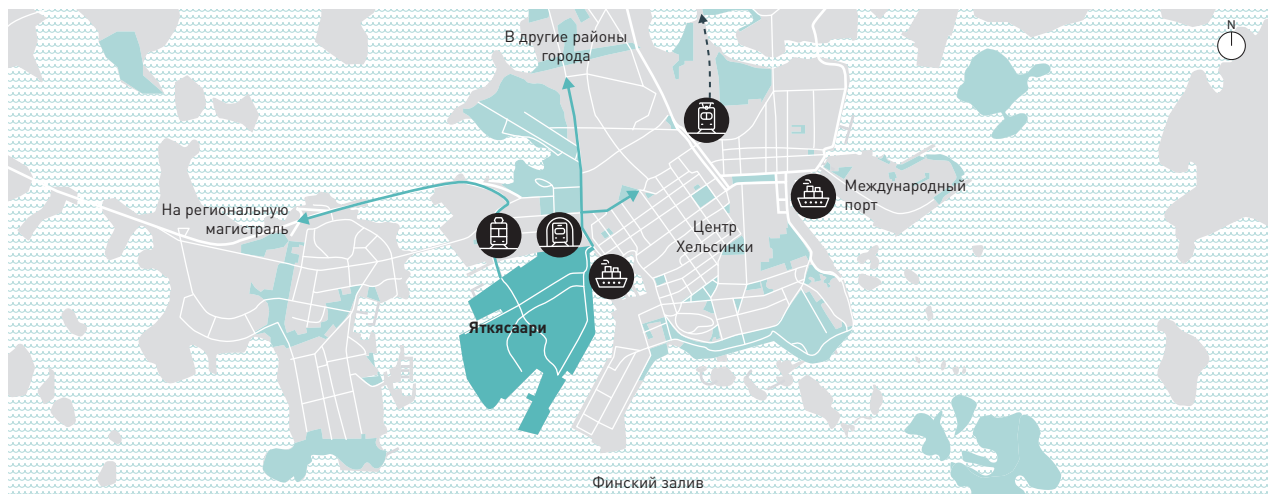 В другие районы
города
N
Международный
порт
На региональную
магистраль
Центр
Хельсинки
Яткясаари
Финский залив